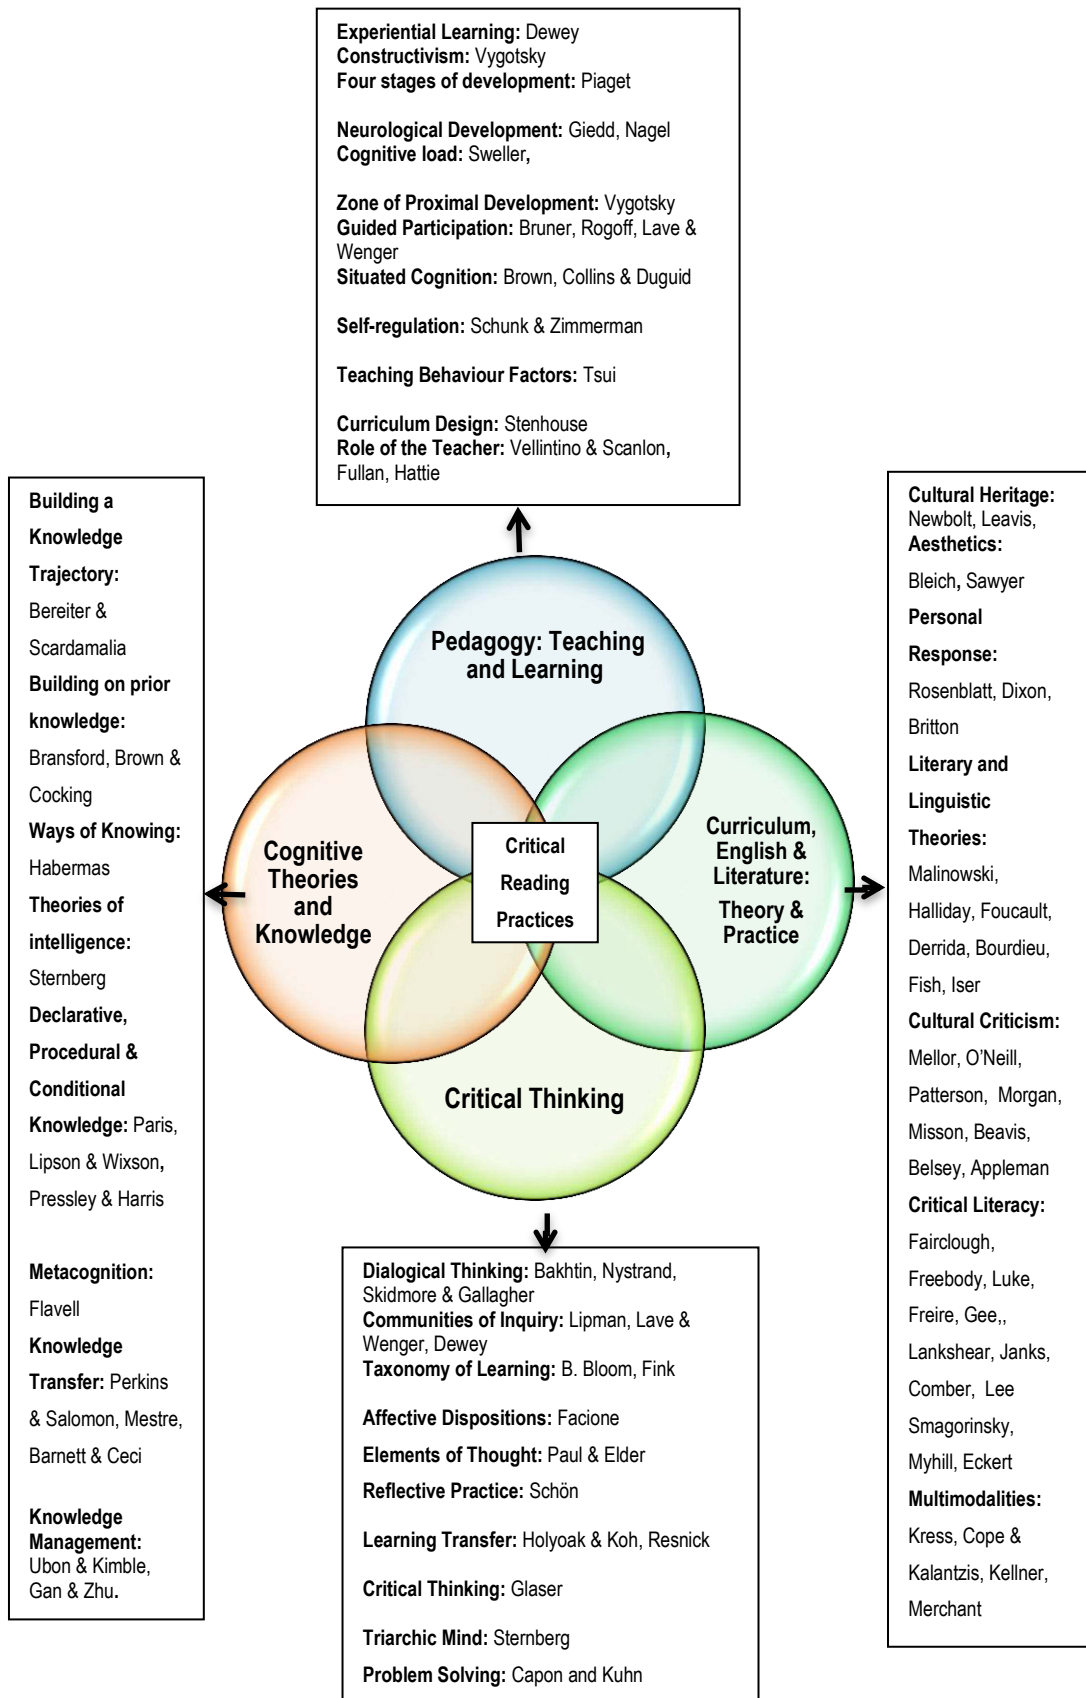 Experiential Learning: Dewey
Constructivism: Vygotsky
Four stages of development: Piaget
Neurological Development: Giedd, Nagel
Cognitive load: Sweller,
Zone of Proximal Development: Vygotsky
Guided Participation: Bruner, Rogoff, Lave &
Wenger
Situated Cognition: Brown, Collins & Duguid
Self-regulation: Schunk & Zimmerman
Teaching Behaviour Factors: Tsui
Curriculum Design: Stenhouse
Role of the Teacher: Vellintino & Scanlon,
Fullan, Hattie
Building a
Knowledge
Trajectory:
Bereiter &
Scardamalia
Building on prior
knowledge:
Bransford, Brown &
Cocking
Ways of Knowing:
Habermas
Theories of
intelligence:
Sternberg
Declarative,
Procedural &
Conditional
Knowledge: Paris,
Lipson & Wixson,
Pressley & Harris
Metacognition:
Flavell
Knowledge
Transfer: Perkins
& Salomon, Mestre,
Barnett & Ceci
Knowledge
Management:
Ubon & Kimble,
Gan & Zhu.
Pedagogy: Teaching
and Learning
Cognitive
Theories
and
Knowledge
Critical
Reading
Practices
Curriculum,
English &
Literature:
Theory &
Practice
Critical Thinking
Cultural Heritage:
Newbolt, Leavis,
Aesthetics:
Bleich, Sawyer
Personal
Response:
Rosenblatt, Dixon,
Britton
Literary and
Linguistic
Theories:
Malinowski,
Halliday, Foucault,
Derrida, Bourdieu,
Fish, Iser
Cultural Criticism:
Mellor, O'Neill,
Patterson, Morgan,
Misson, Beavis,
Belsey, Appleman
Critical Literacy:
Fairclough,
Freebody, Luke,
Freire, Gee,,
Lankshear, Janks,
Comber, Lee
Smagorinsky,
Myhill, Eckert
Multimodalities:
Kress, Cope &
Kalantzis, Kellner,
Merchant
Dialogical Thinking: Bakhtin, Nystrand,
Skidmore & Gallagher
Communities of Inquiry: Lipman, Lave &
Wenger, Dewey
Taxonomy of Learning: B. Bloom, Fink
Affective Dispositions: Facione
Elements of Thought: Paul & Elder
Reflective Practice: Schön
Learning Transfer: Holyoak & Koh, Resnick
Critical Thinking: Glaser
Triarchic Mind: Sternberg
Problem Solving: Capon and Kuhn